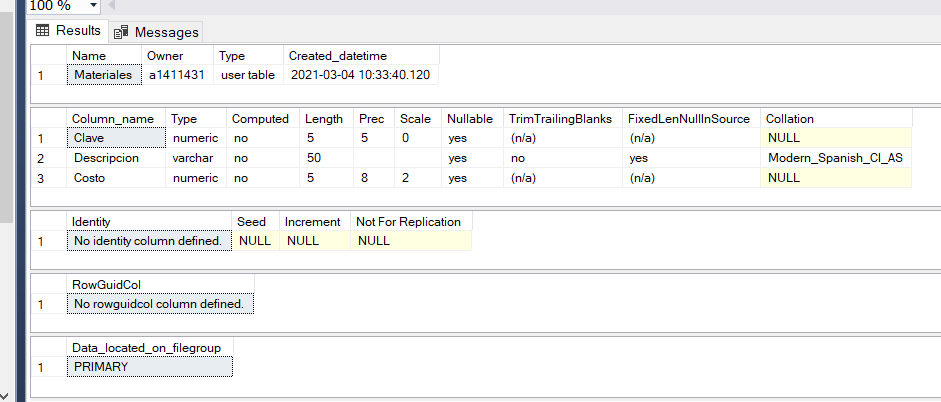 100 %
Results Messages
Name Owner Type Created_datetime
1 Materiales a1411431 user table 2021-03-04 10:33:40.120
Column_name Type Computed Length Prec Scale Nullable TrimTrailingBlanks FixedLenNullInSource Collation
1 Clave numeric no 5 5 0 yes (n/a) (n/a) NULL
2 Descripcion varchar no 50 yes no yes Modern_Spanish_CI_AS
3 Costo numeric no 5 8 2 yes (n/a) (n/a) NULL
Identity Seed Increment Not For Replication
1 No identity column defined. NULL NULL NULL
RowGuidCol
1 No rowguidcol column defined.
Data_located_on_filegroup
1 PRIMARY